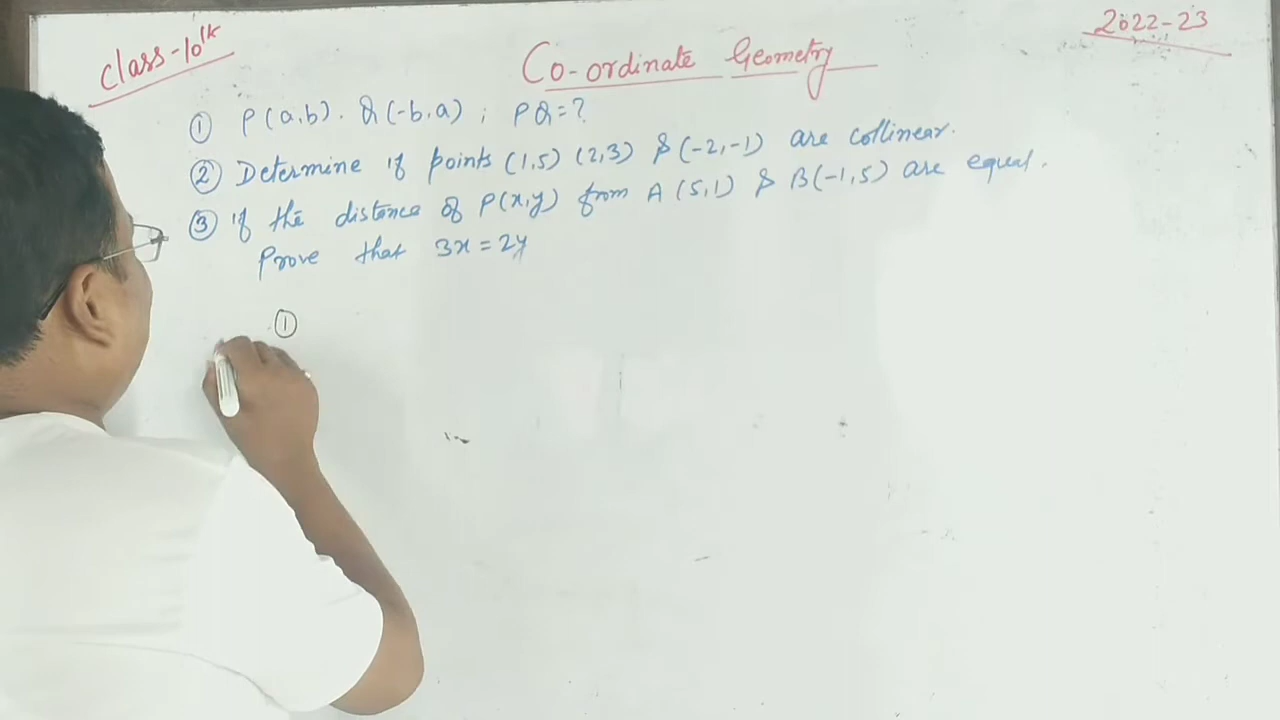 Class-10th
2022-23
Co-ordinate Geometry
① P(a,b). Q(-b,a) ; PQ=?
② Determine if points (1,5) (2,3) & (-2,-1) are collinear.
③ if the distance of P(x,y) from A (5,1) & B(-1,5) are equal.
Prove that 3x=2y
①